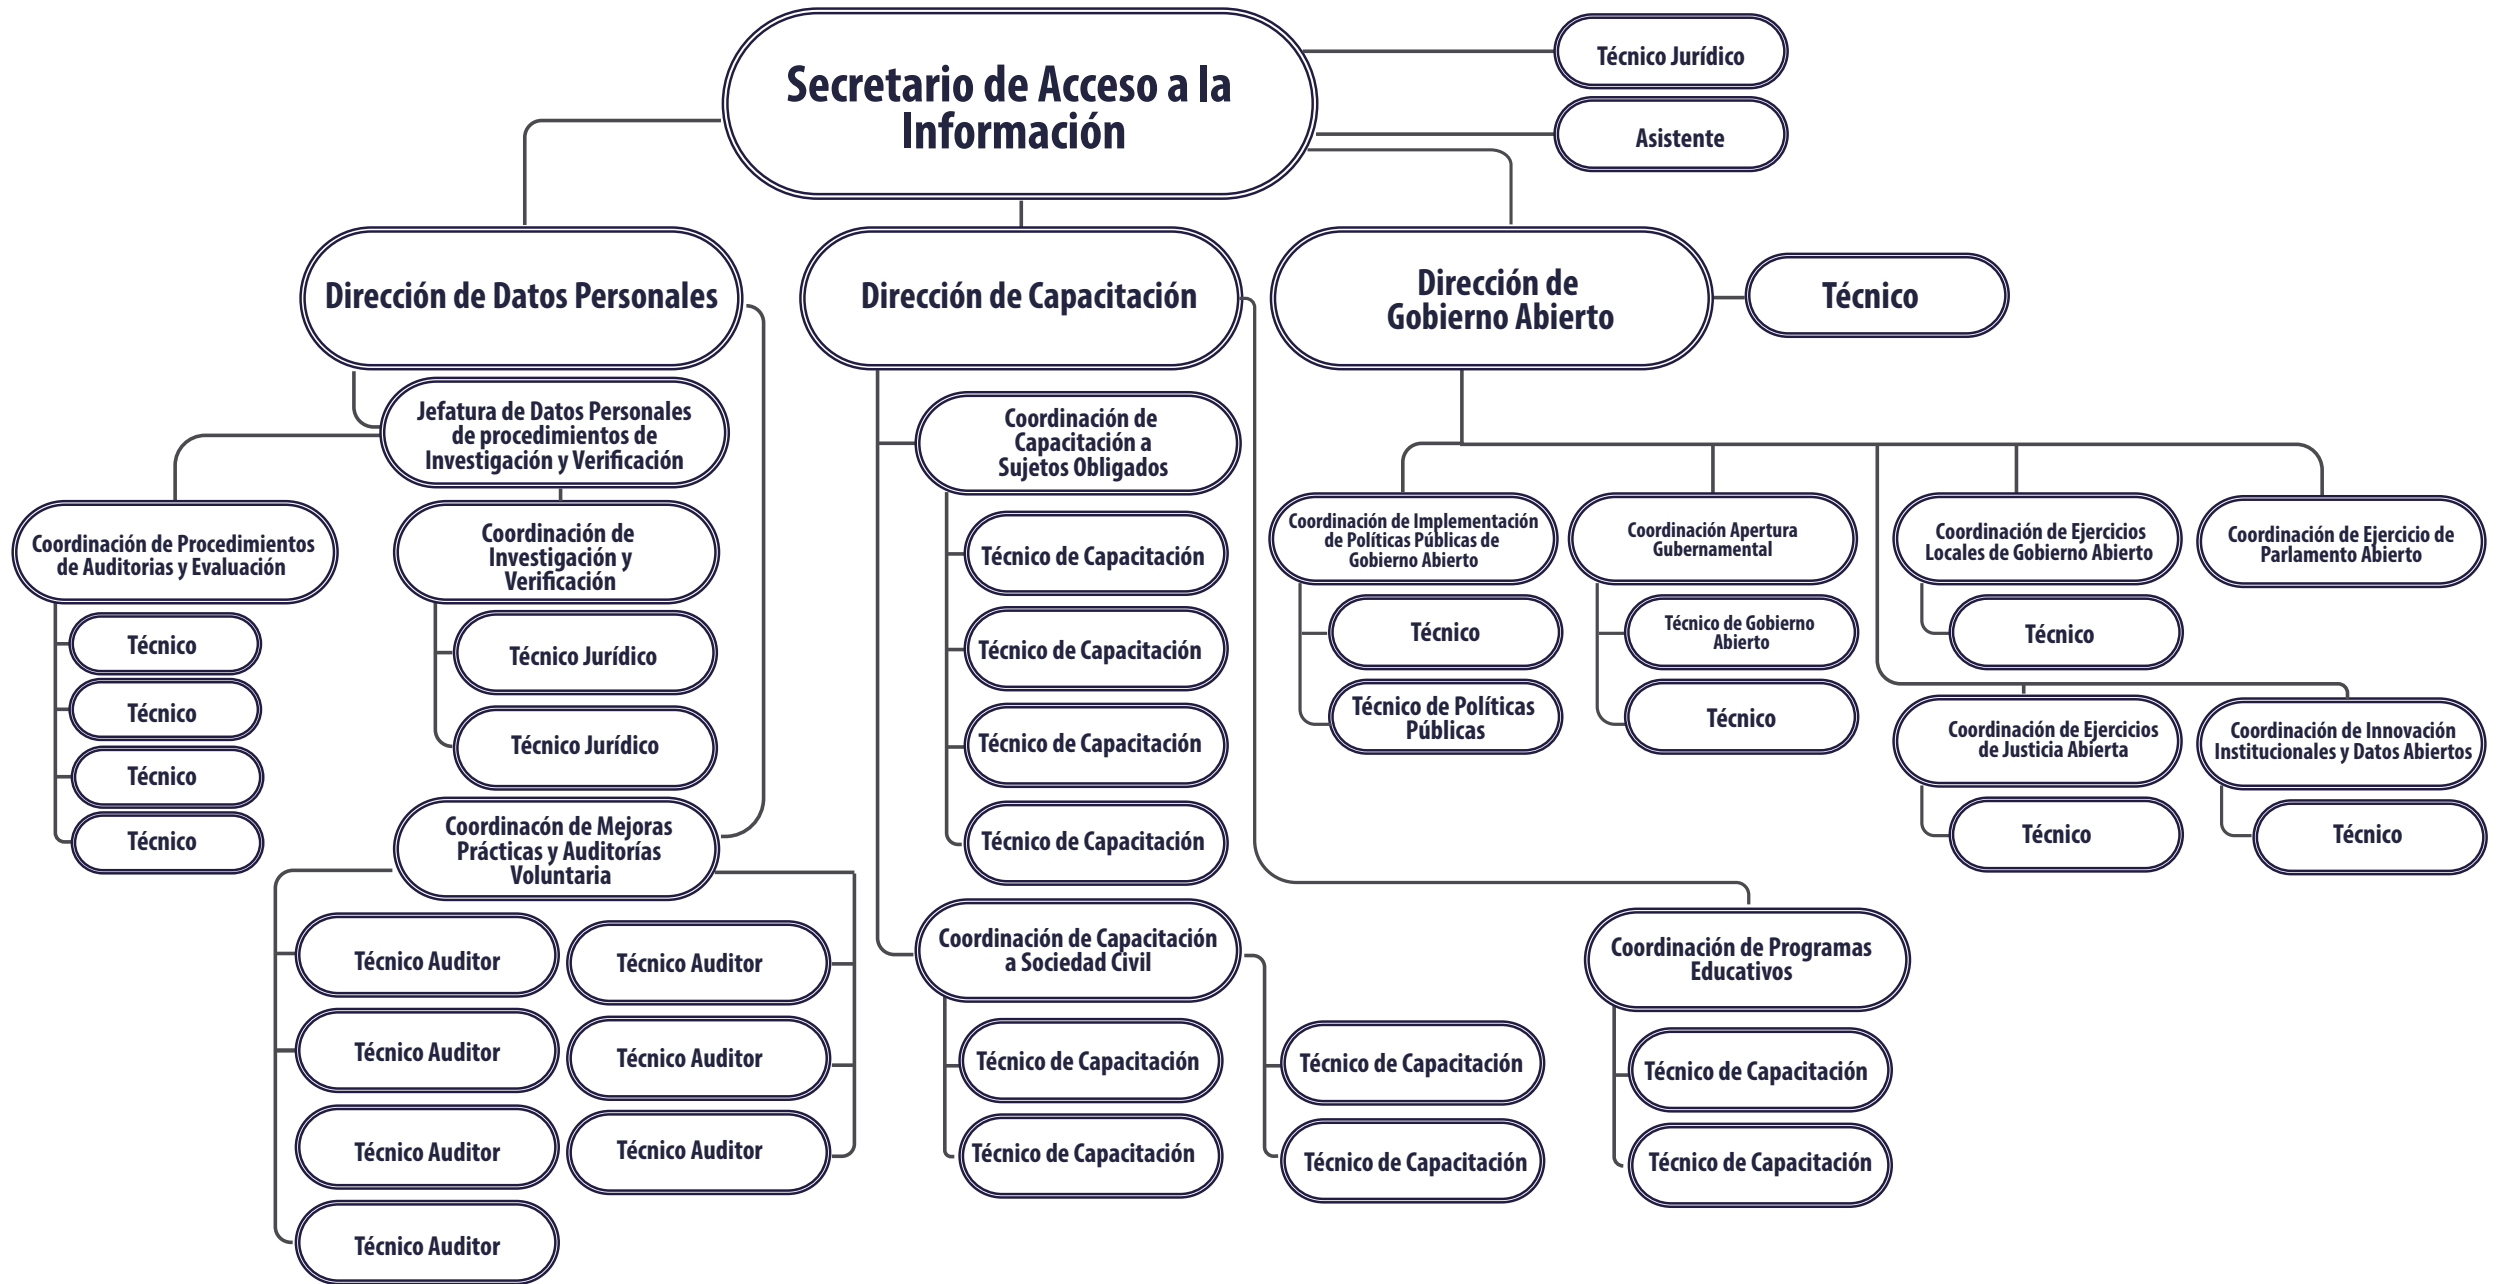 Secretario de Acceso a la
Información
Técnico Jurídico
Asistente
Dirección de Datos Personales
Dirección de Capacitación
Dirección de
Gobierno Abierto
Técnico
Jefatura de Datos Personales
de procedimientos de
Investigación y Verificación
Coordinación de Procedimientos
de Auditorias y Evaluación
Técnico
Técnico
Técnico
Técnico
Coordinación de
Investigación y
Verificación
Técnico Jurídico
Técnico Jurídico
Coordinacón de Mejoras
Prácticas y Auditorías
Voluntaria
Técnico Auditor
Técnico Auditor
Técnico Auditor
Técnico Auditor
Técnico Auditor
Técnico Auditor
Técnico Auditor
Coordinación de
Capacitación a
Sujetos Obligados
Técnico de Capacitación
Técnico de Capacitación
Técnico de Capacitación
Técnico de Capacitación
Coordinación de Capacitación
a Sociedad Civil
Técnico de Capacitación
Técnico de Capacitación
Técnico de Capacitación
Técnico de Capacitación
Coordinación de Programas
Educativos
Técnico de Capacitación
Técnico de Capacitación
Coordinación de Implementación
de Políticas Públicas de
Gobierno Abierto
Técnico
Técnico de Políticas
Públicas
Coordinación Apertura
Gubernamental
Técnico de Gobierno
Abierto
Técnico
Coordinación de Ejercicios
Locales de Gobierno Abierto
Técnico
Coordinación de Ejercicio de
Parlamento Abierto
Coordinación de Ejercicios
de Justicia Abierta
Técnico
Coordinación de Innovación
Institucionales y Datos Abiertos
Técnico